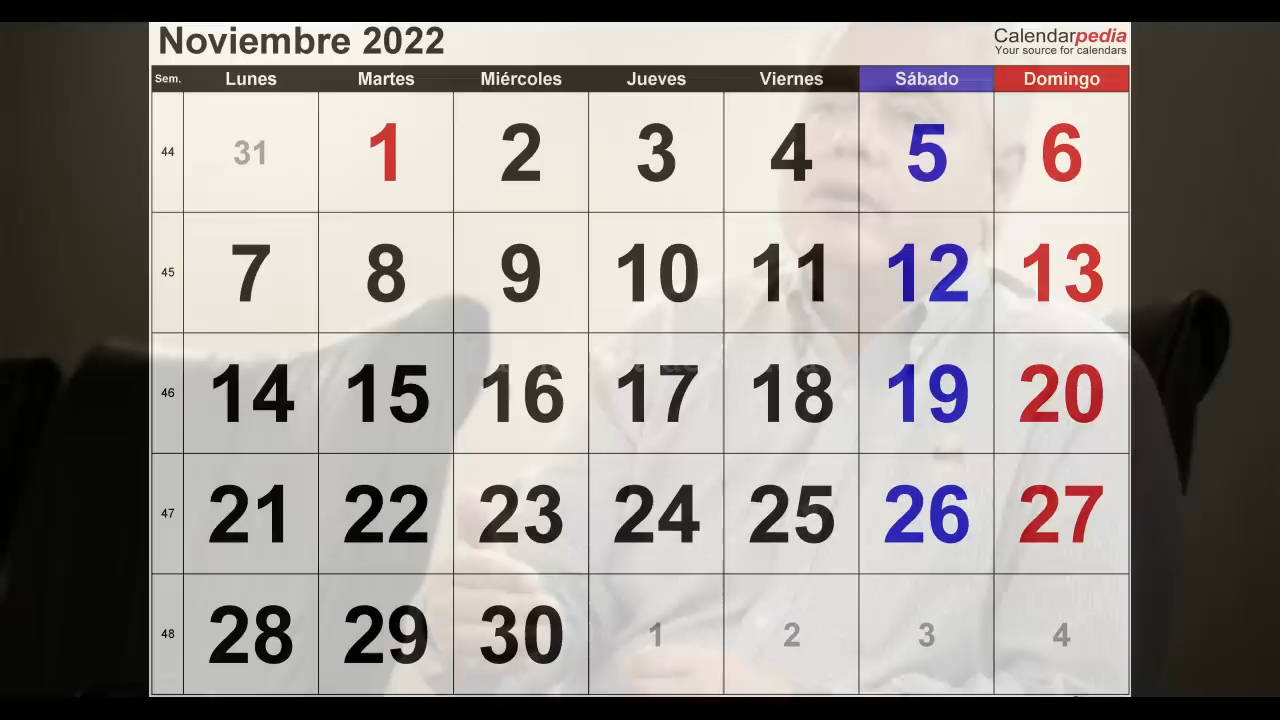 Noviembre 2022
Calendarpedia
Your source for calendars
Sem. Lunes Martes Miércoles Jueves Viernes Sábado Domingo
44 31 1 2 3 4 5 6
45 7 8 9 10 11 12 13
46 14 15 16 17 18 19 20
47 21 22 23 24 25 26 27
48 28 29 30 1 2 3 4